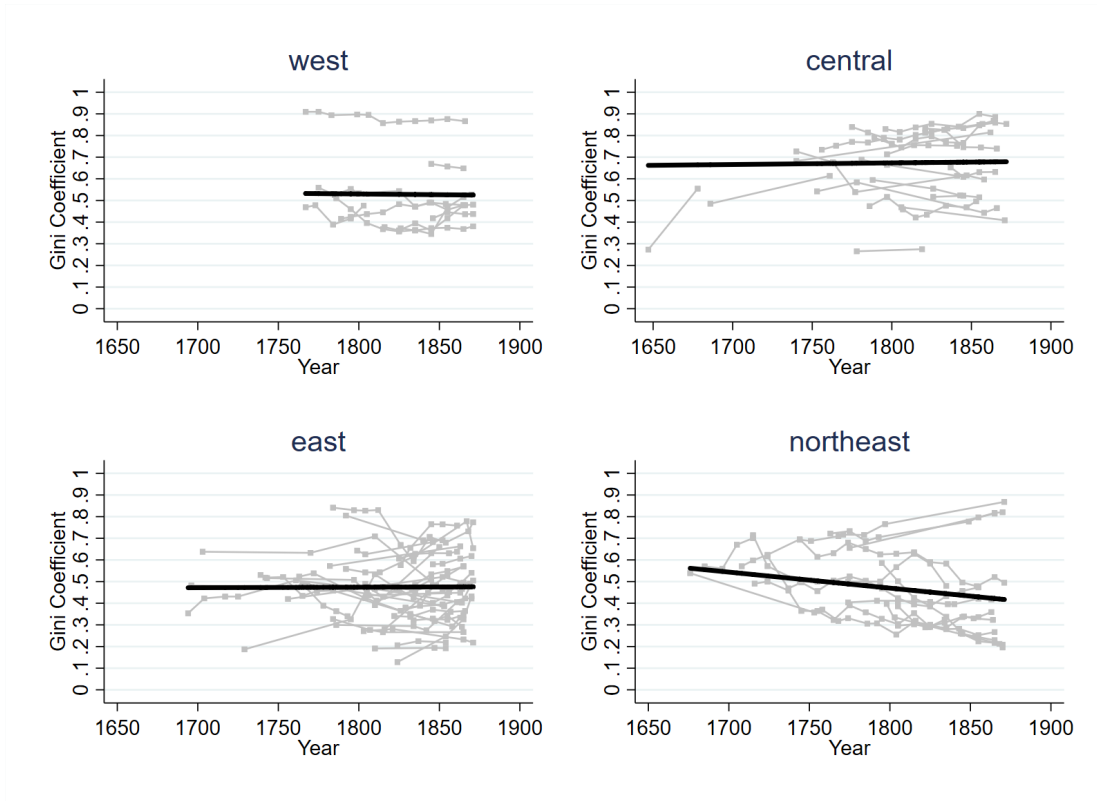 west
Gini Coefficient
0 .1 .2 .3 .4 .5 .6 .7 .8 .9 1
1650 1700 1750 1800 1850 1900
Year
central
Gini Coefficient
0 .1 .2 .3 .4 .5 .6 .7 .8 .9 1
1650 1700 1750 1800 1850 1900
Year
east
Gini Coefficient
0 .1 .2 .3 .4 .5 .6 .7 .8 .9 1
1650 1700 1750 1800 1850 1900
Year
northeast
Gini Coefficient
0 .1 .2 .3 .4 .5 .6 .7 .8 .9 1
1650 1700 1750 1800 1850 1900
Year